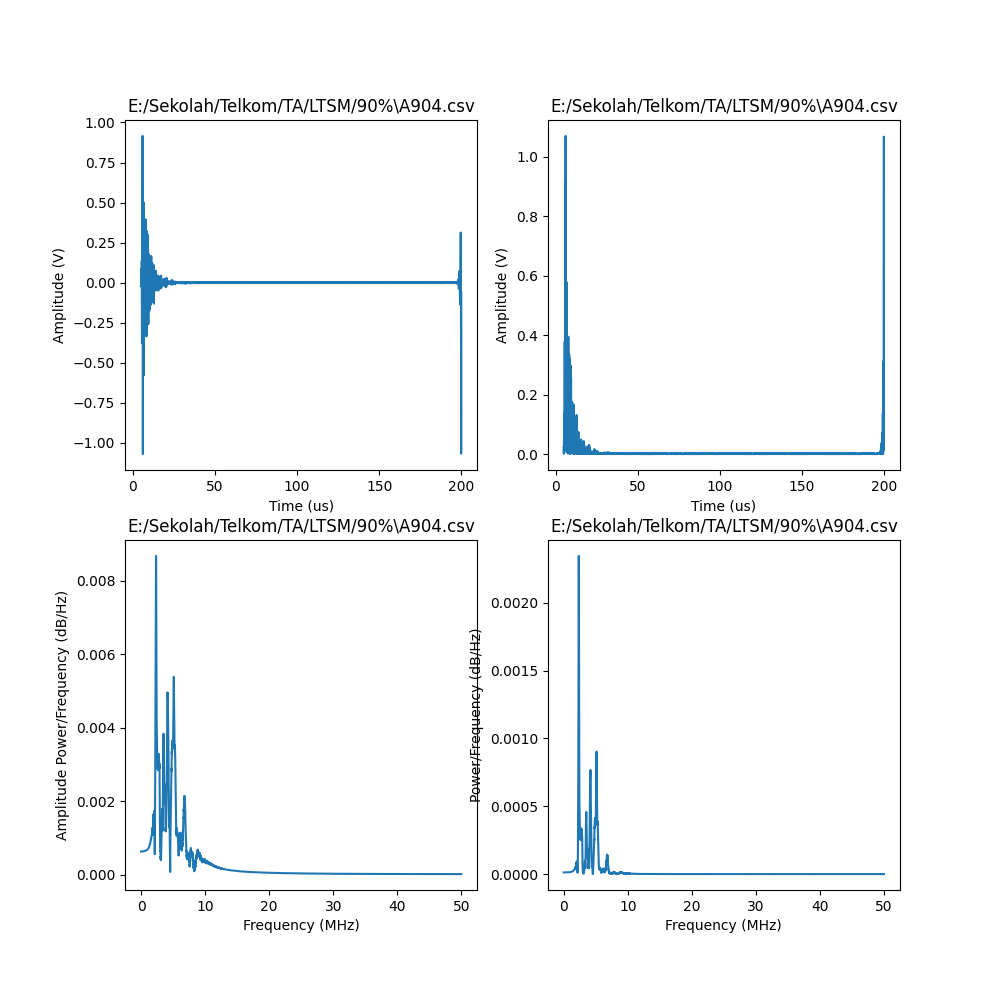 E:/Sekolah/Telkom/TA/LTSM/90%\A904.csv
1.00
0.75
0.50
0.25
0.00
−0.25
−0.50
−0.75
−1.00
Amplitude (V)
0 50 100 150 200
Time (us)
E:/Sekolah/Telkom/TA/LTSM/90%\A904.csv
1.0
0.8
0.6
0.4
0.2
0.0
Amplitude (V)
0 50 100 150 200
Time (us)
E:/Sekolah/Telkom/TA/LTSM/90%\A904.csv
0.008
0.006
0.004
0.002
0.000
Amplitude Power/Frequency (dB/Hz)
0 10 20 30 40 50
Frequency (MHz)
E:/Sekolah/Telkom/TA/LTSM/90%\A904.csv
0.0020
0.0015
0.0010
0.0005
0.0000
Power/Frequency (dB/Hz)
0 10 20 30 40 50
Frequency (MHz)